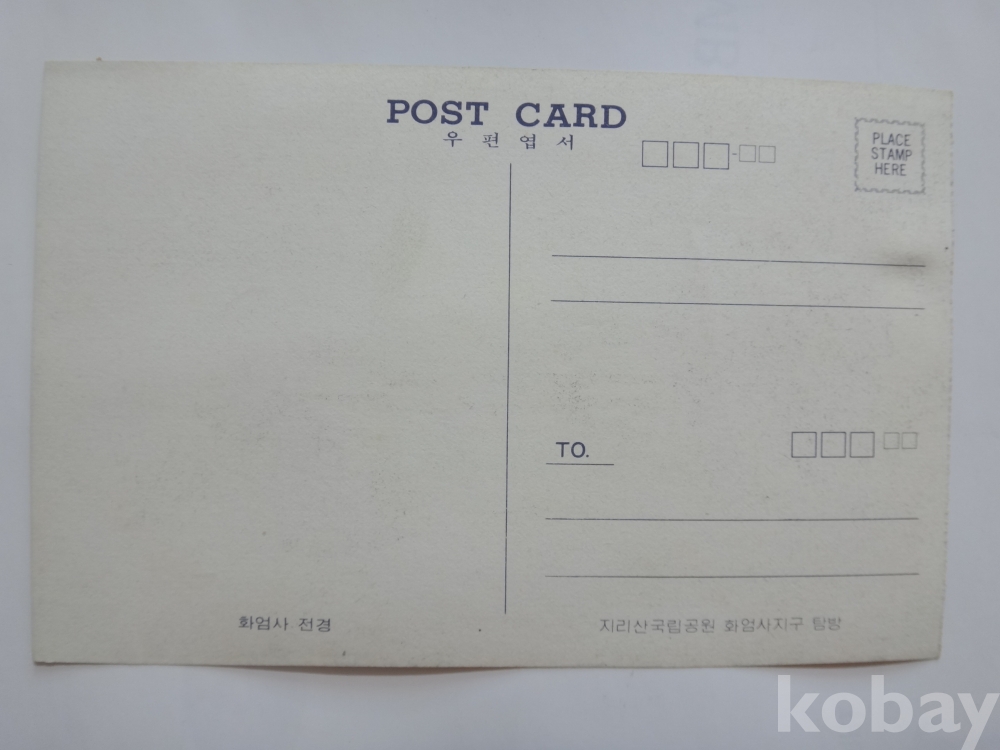 POST CARD
우편엽서
PLACE
STAMP
HERE
TO.
화엄사 전경
지리산국립공원 화엄사지구 탐방
kobay